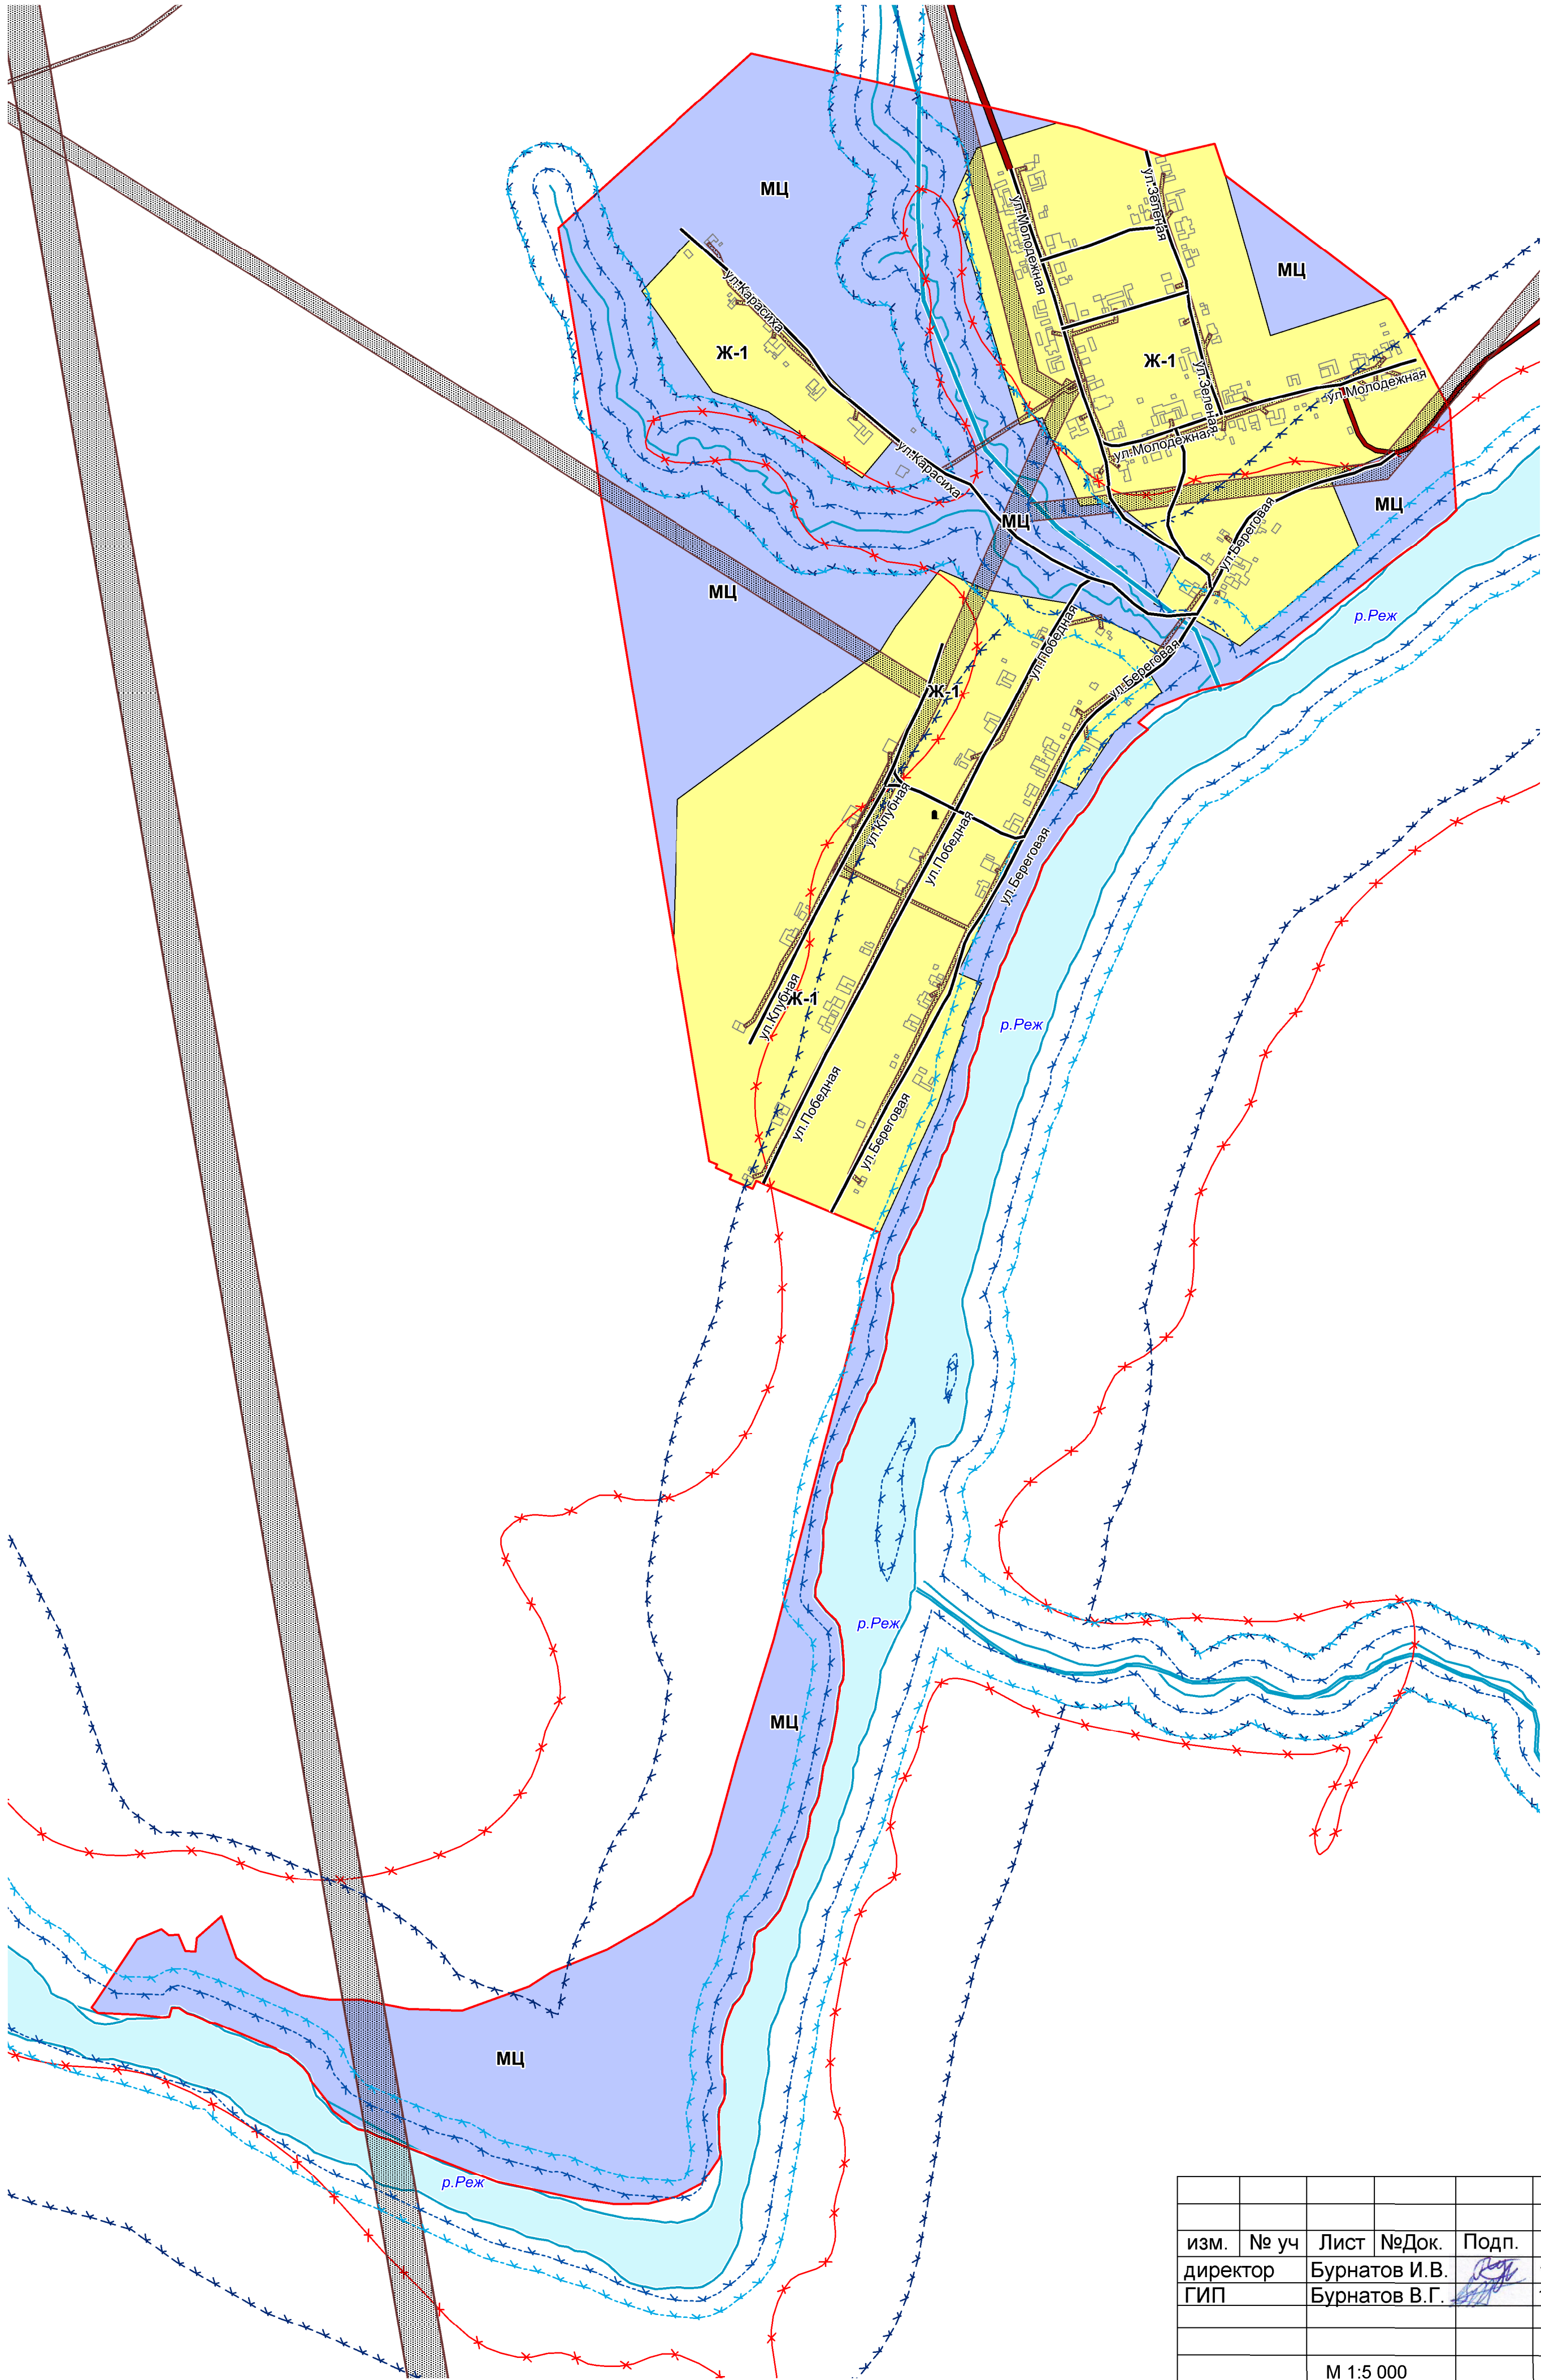 МЦ
ул.Зеленая
ул.Молодежная
МЦ
ул.Карасиха
Ж-1
Ж-1
ул.Зеленая
ул.Молодежная
ул.Молодежная
ул.Карасиха
МЦ
МЦ
ул.Береговая
МЦ
р.Реж
ул.Победная
ул.Береговая
Ж-1
ул.Клубная
ул.Победная
ул.Береговая
ул.Клубная
Ж-1
р.Реж
ул.Победная
ул.Береговая
р.Реж
МЦ
МЦ
р.Реж
изм. № уч Лист №Док. Подп.
директор Бурнатов И.В.
ГИП Бурнатов В.Г.
М 1:5 000